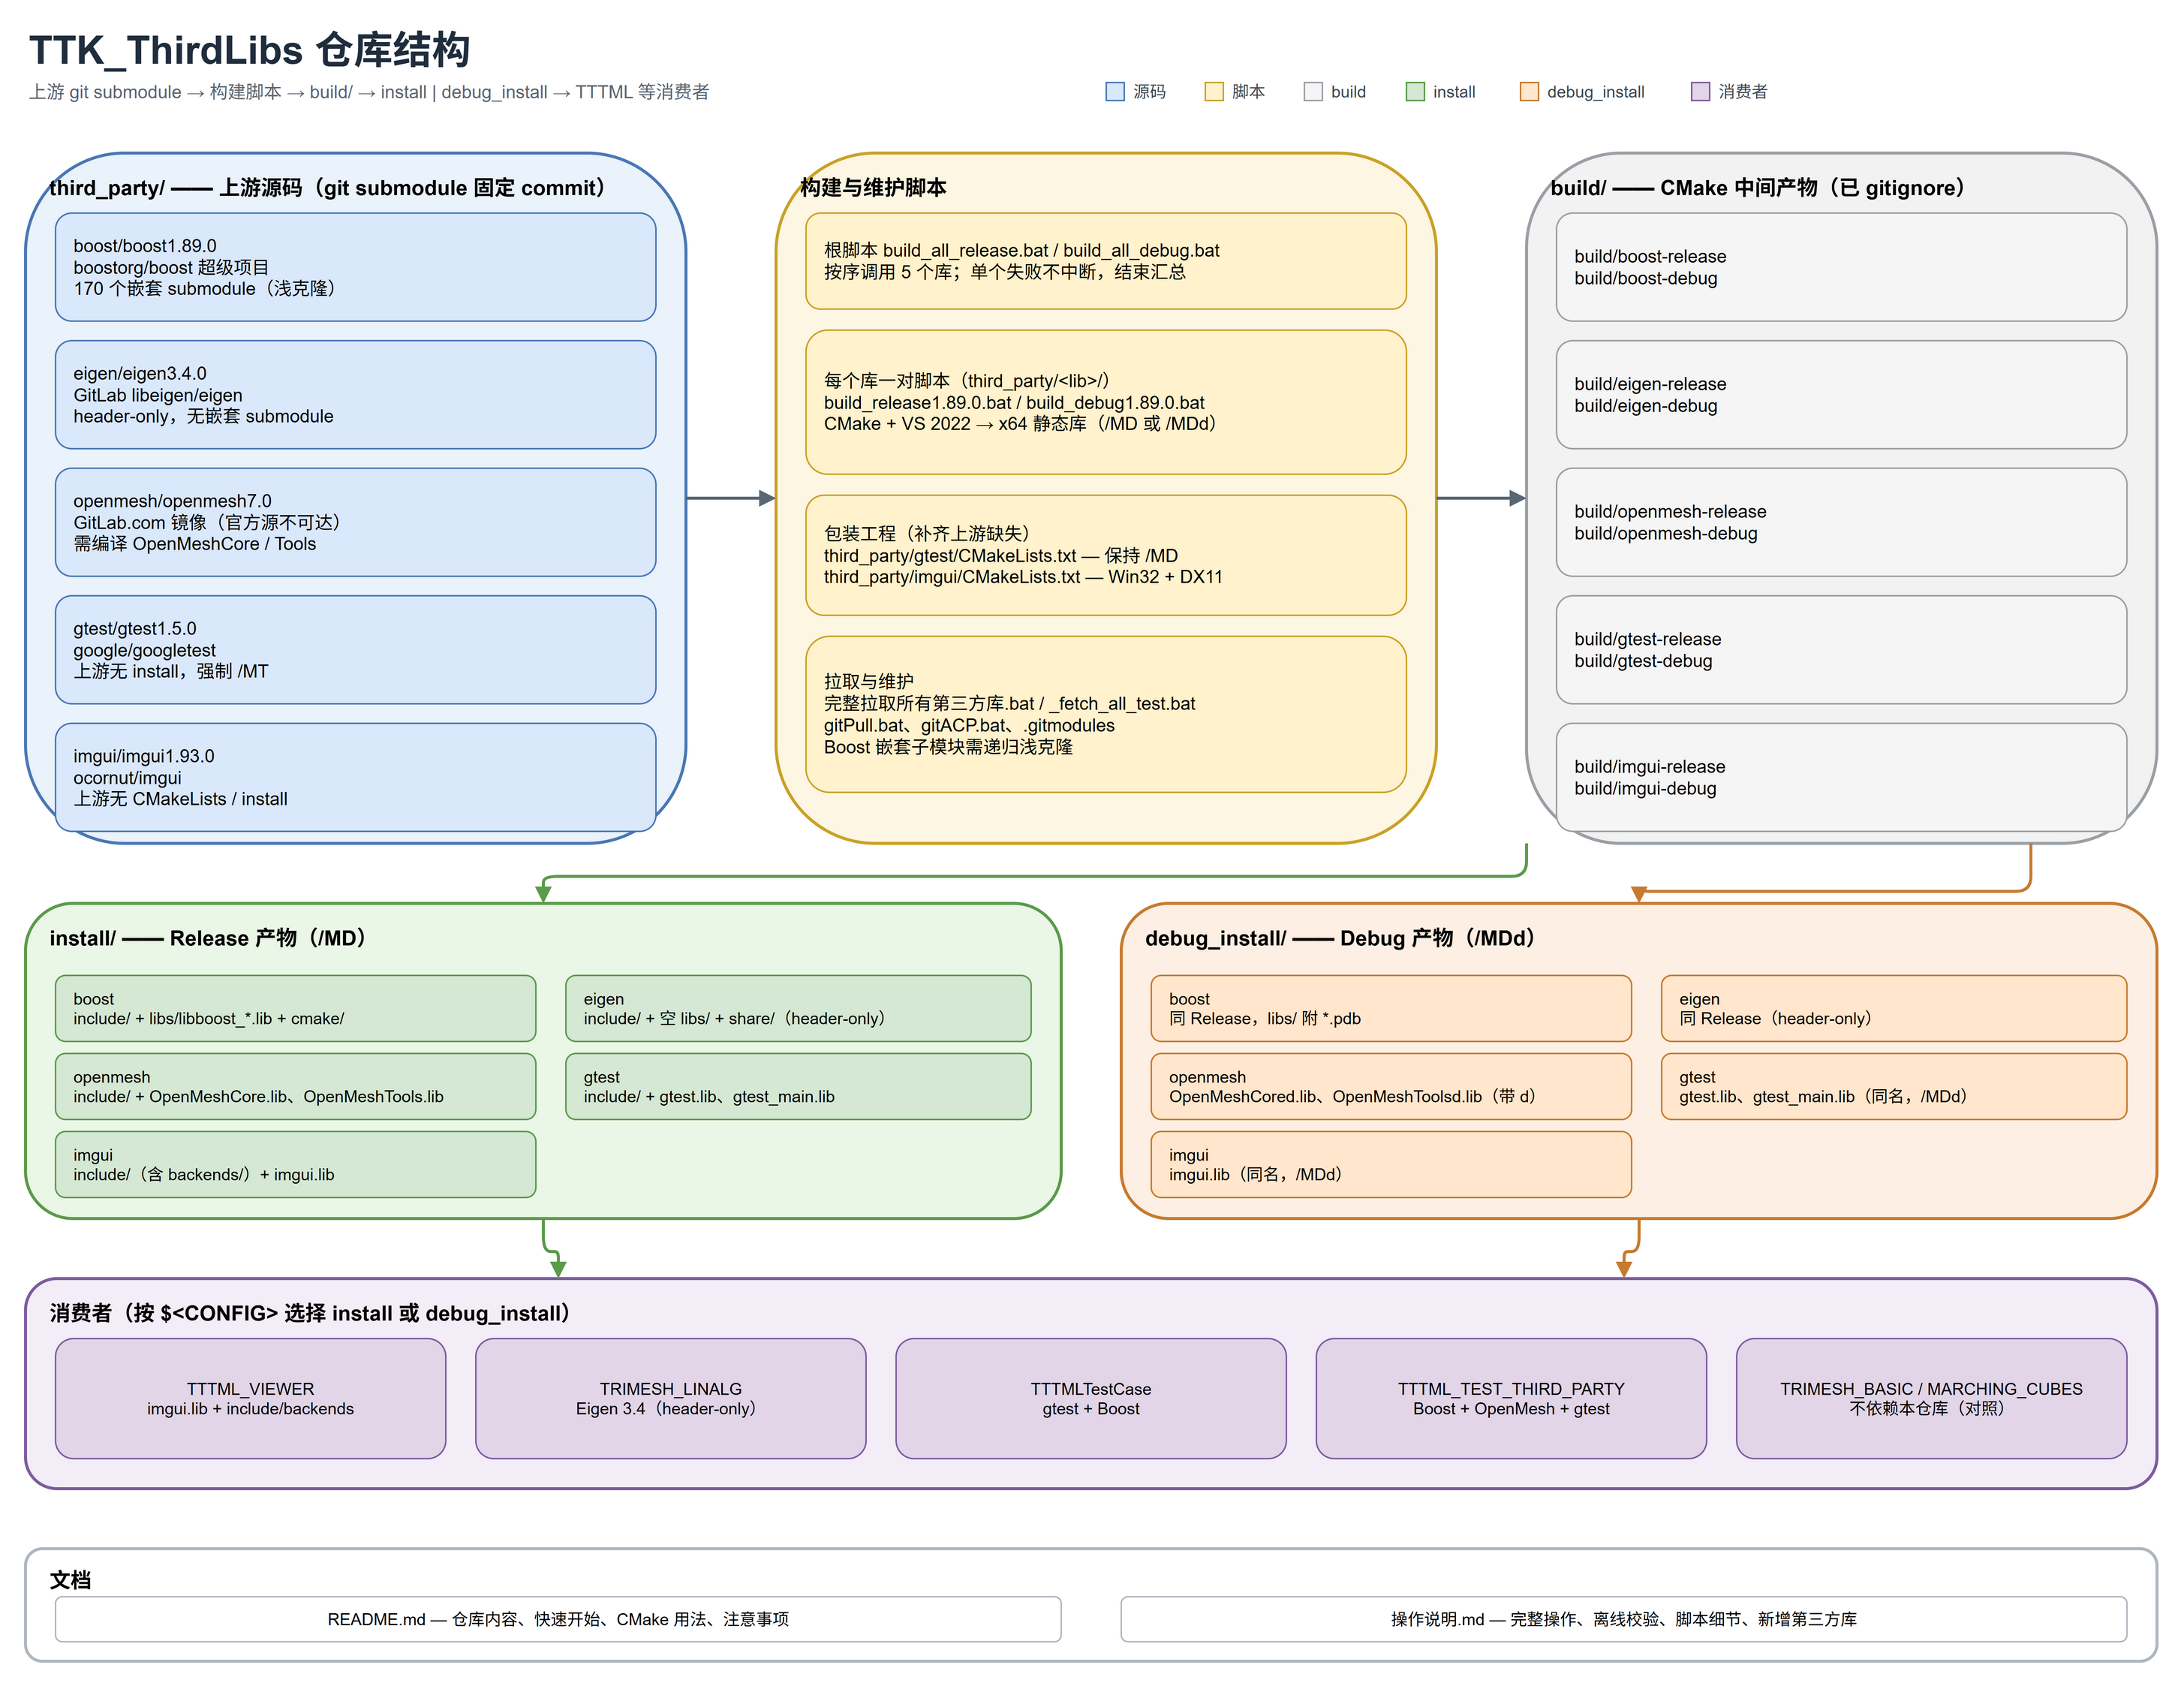 TTK_ThirdLibs 仓库结构
上游 git submodule → 构建脚本 → build/ → install | debug_install → TTTML 等消费者
源码
脚本
build
install
debug_install
消费者
third_party/ —— 上游源码（git submodule 固定 commit）
boost/boost1.89.0
boostorg/boost 超级项目
170 个嵌套 submodule（浅克隆）
eigen/eigen3.4.0
GitLab libeigen/eigen
header-only，无嵌套 submodule
openmesh/openmesh7.0
GitLab.com 镜像（官方源不可达）
需编译 OpenMeshCore / Tools
gtest/gtest1.5.0
google/googletest
上游无 install，强制 /MT
imgui/imgui1.93.0
ocornut/imgui
上游无 CMakeLists / install
构建与维护脚本
根脚本 build_all_release.bat / build_all_debug.bat
按序调用 5 个库；单个失败不中断，结束汇总
每个库一对脚本（third_party/<lib>/）
build_release1.89.0.bat / build_debug1.89.0.bat
CMake + VS 2022 → x64 静态库（/MD 或 /MDd）
包装工程（补齐上游缺失）
third_party/gtest/CMakeLists.txt — 保持 /MD
third_party/imgui/CMakeLists.txt — Win32 + DX11
拉取与维护
完整拉取所有第三方库.bat / _fetch_all_test.bat
gitPull.bat、gitACP.bat、.gitmodules
Boost 嵌套子模块需递归浅克隆
build/ —— CMake 中间产物（已 gitignore）
build/boost-release
build/boost-debug
build/eigen-release
build/eigen-debug
build/openmesh-release
build/openmesh-debug
build/gtest-release
build/gtest-debug
build/imgui-release
build/imgui-debug
install/ —— Release 产物（/MD）
boost
include/ + libs/libboost_*.lib + cmake/
eigen
include/ + 空 libs/ + share/（header-only）
openmesh
include/ + OpenMeshCore.lib、OpenMeshTools.lib
gtest
include/ + gtest.lib、gtest_main.lib
imgui
include/（含 backends/）+ imgui.lib
debug_install/ —— Debug 产物（/MDd）
boost
同 Release，libs/ 附 *.pdb
eigen
同 Release（header-only）
openmesh
OpenMeshCored.lib、OpenMeshToolsd.lib（带 d）
gtest
gtest.lib、gtest_main.lib（同名，/MDd）
imgui
imgui.lib（同名，/MDd）
消费者（按 $<CONFIG> 选择 install 或 debug_install）
TTTML_VIEWER
imgui.lib + include/backends
TRIMESH_LINALG
Eigen 3.4（header-only）
TTTMLTestCase
gtest + Boost
TTTML_TEST_THIRD_PARTY
Boost + OpenMesh + gtest
TRIMESH_BASIC / MARCHING_CUBES
不依赖本仓库（对照）
文档
README.md — 仓库内容、快速开始、CMake 用法、注意事项
操作说明.md — 完整操作、离线校验、脚本细节、新增第三方库